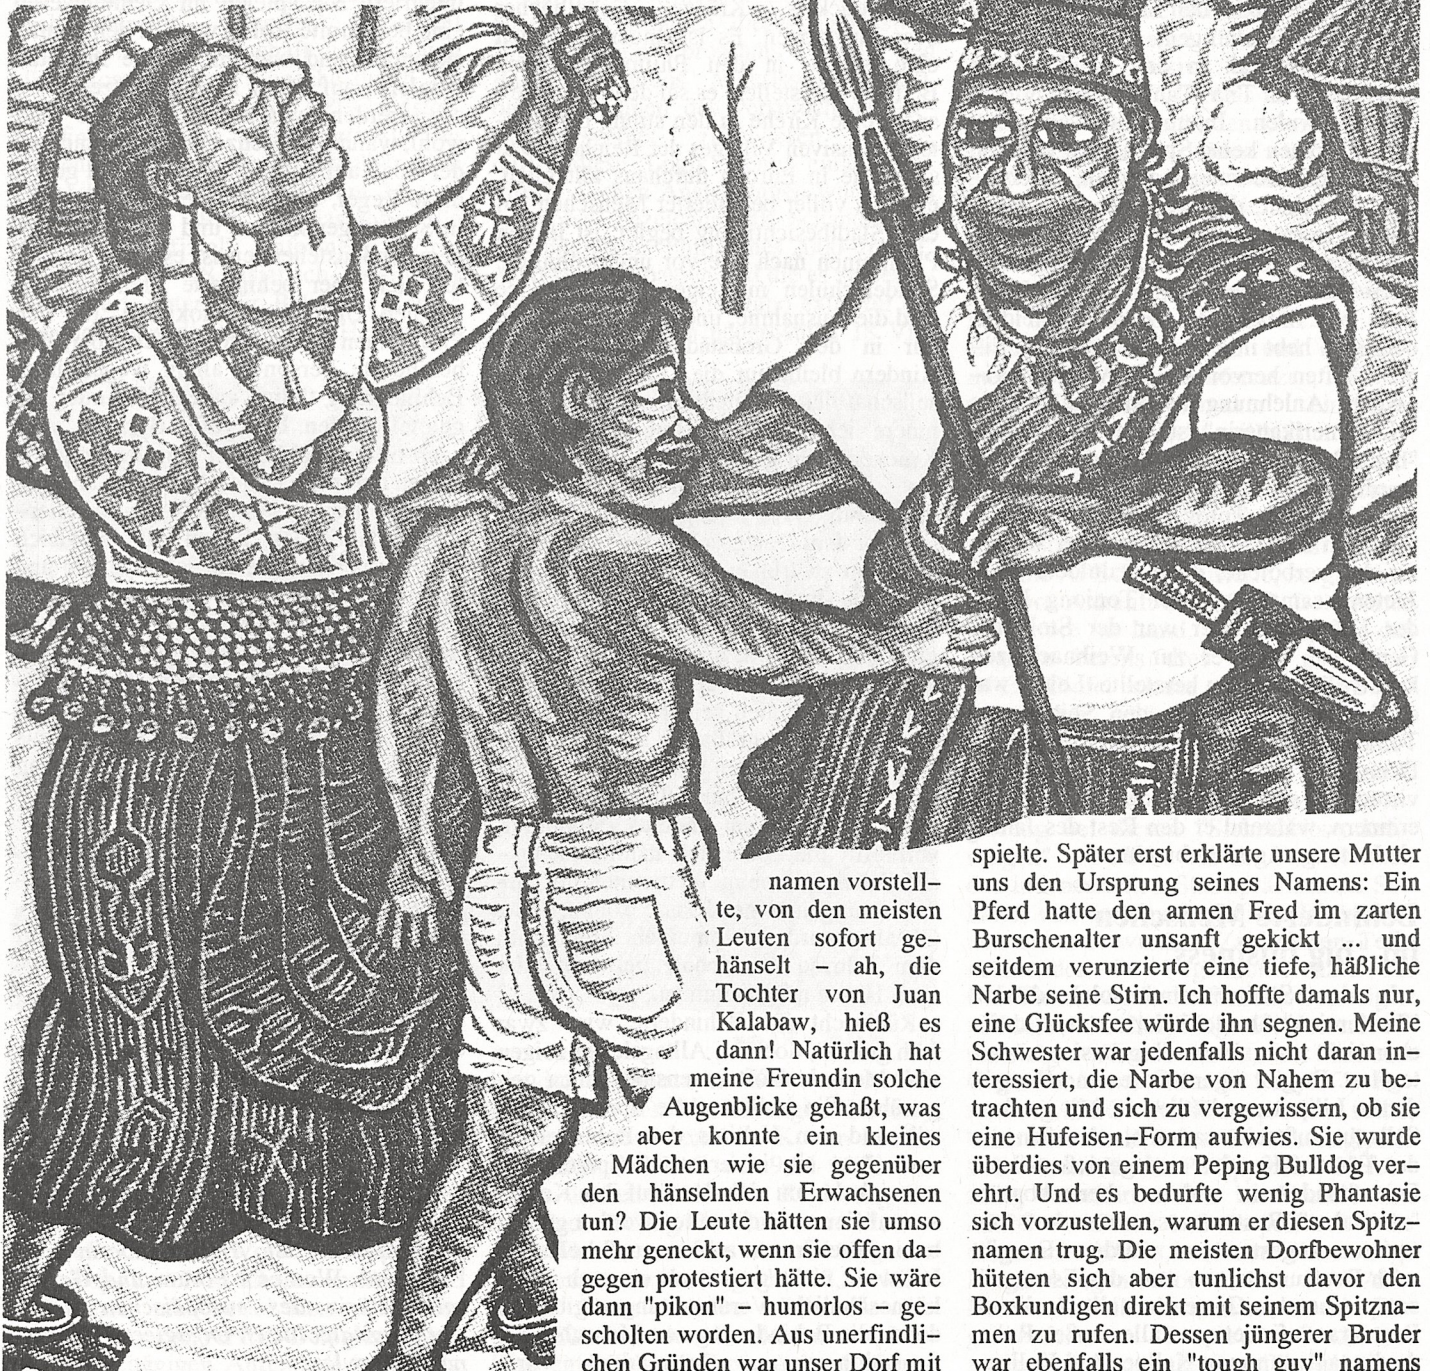 namen vorstell-
te, von den meisten
Leuten sofort ge-
hänselt - ah, die
Tochter von Juan
Kalabaw, hieß es
dann! Natürlich hat
meine Freundin solche
Augenblicke gehaßt, was
aber konnte ein kleines
Mädchen wie sie gegenüber
den hänselnden Erwachsenen
tun? Die Leute hätten sie umso
mehr geneckt, wenn sie offen da-
gegen protestiert hätte. Sie wäre
dann "pikon" - humorlos - ge-
scholten worden. Aus unerfindli-
chen Gründen war unser Dorf mit
spielte. Später erst erklärte unsere Mutter
uns den Ursprung seines Namens: Ein
Pferd hatte den armen Fred im zarten
Burschenalter unsanft gekickt ... und
seitdem verunzierte eine tiefe, häßliche
Narbe seine Stirn. Ich hoffte damals nur,
eine Glücksfee würde ihn segnen. Meine
Schwester war jedenfalls nicht daran in-
teressiert, die Narbe von Nahem zu be-
trachten und sich zu vergewissern, ob sie
eine Hufeisen-Form aufwies. Sie wurde
überdies von einem Peping Bulldog ver-
ehrt. Und es bedurfte wenig Phantasie
sich vorzustellen, warum er diesen Spitz-
namen trug. Die meisten Dorfbewohner
hüteten sich aber tunlichst davor den
Boxkundigen direkt mit seinem Spitzna-
men zu rufen. Dessen jüngerer Bruder
war ebenfalls ein "tough guy" namens